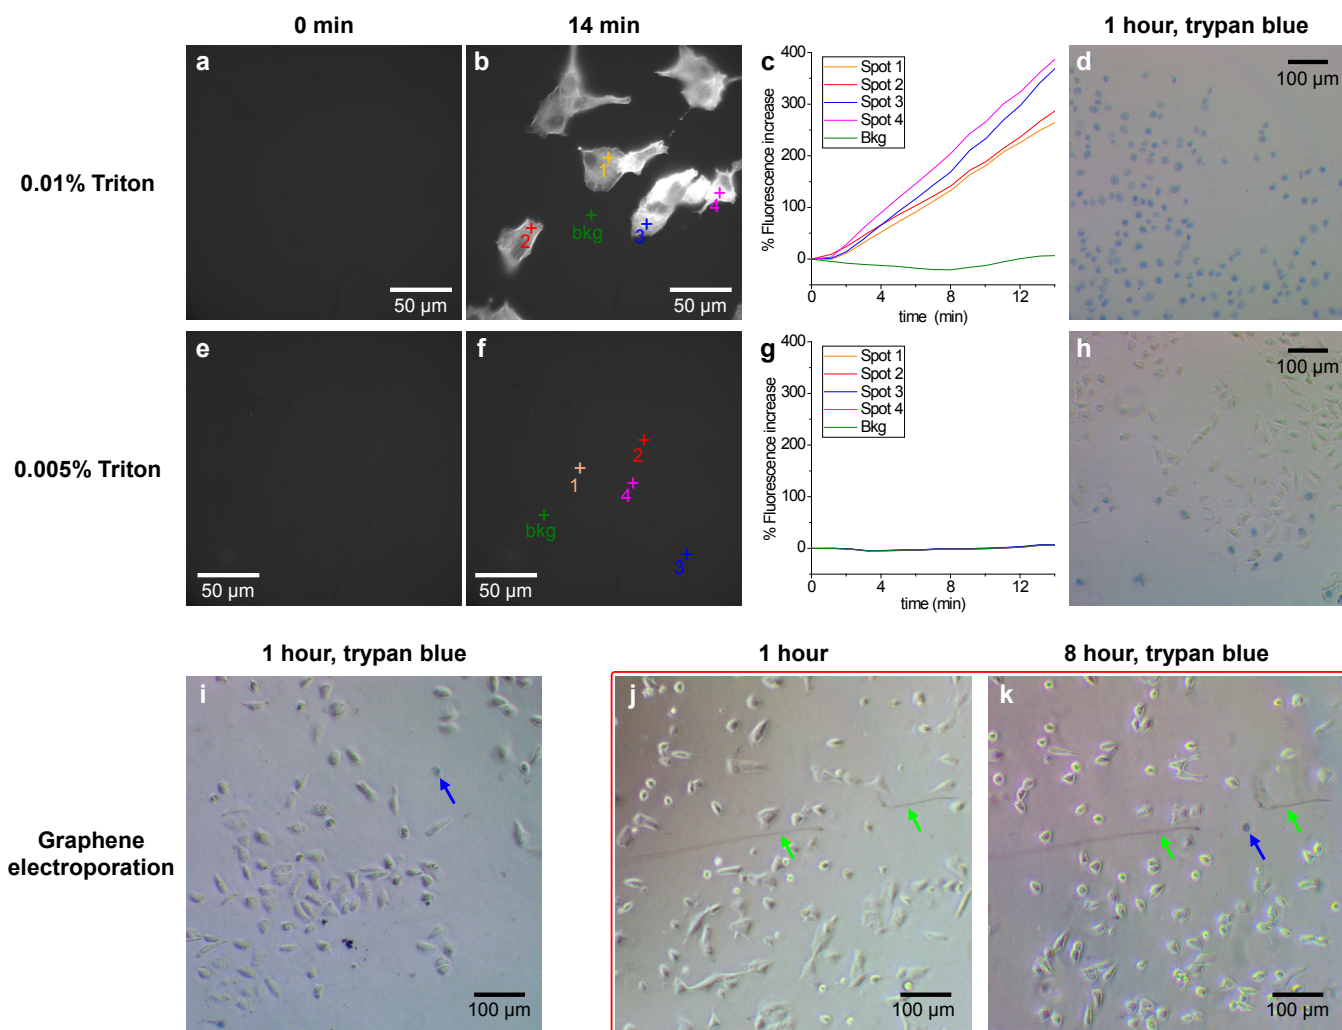 0 min
14 min
1 hour, trypan blue
0.01% Triton
a
50 µm
b
1
2
bkg
3
4
50 µm
c
% Fluorescence increase
400
300
200
100
0
Spot 1
Spot 2
Spot 3
Spot 4
Bkg
0
4
8
12
time (min)
d
100 µm
0.005% Triton
e
50 µm
f
2
1
4
bkg
3
50 µm
g
% Fluorescence increase
400
300
200
100
0
Spot 1
Spot 2
Spot 3
Spot 4
Bkg
0
4
8
12
time (min)
h
100 µm
1 hour, trypan blue
1 hour
8 hour, trypan blue
Graphene
electroporation
i
100 µm
j
100 µm
k
100 µm